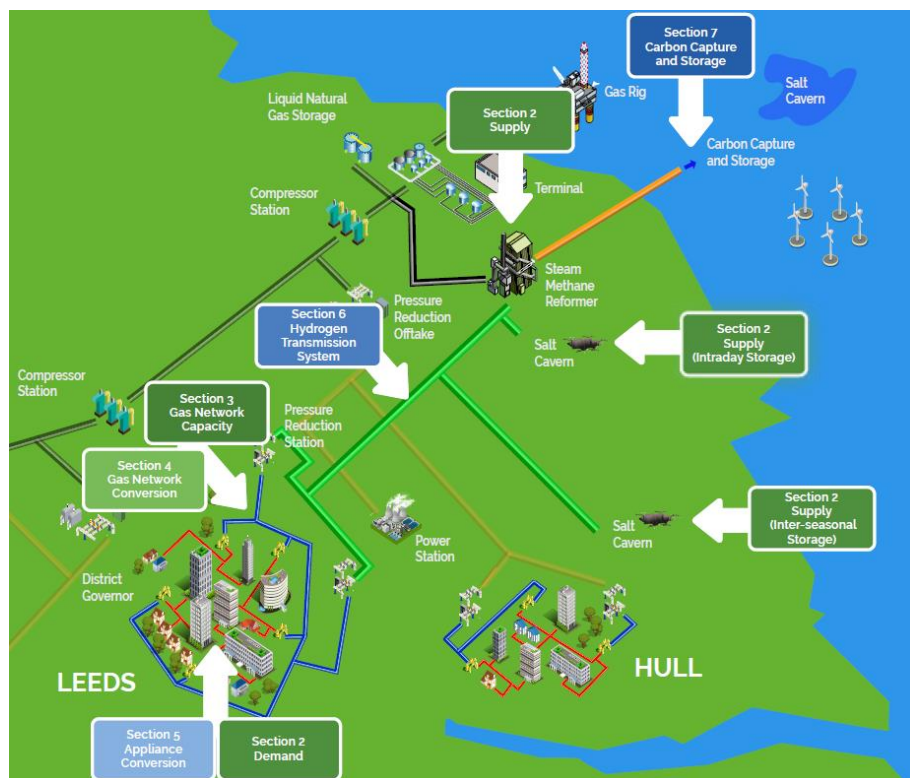 Section 7
Carbon Capture
and Storage
Salt
Cavern
Gas Rig
Liquid Natural
Gas Storage
Section 2
Supply
Carbon Capture
and Storage
Terminal
Compressor
Station
Steam
Methane
Reformer
Pressure
Reduction
Offtake
Section 6
Hydrogen
Transmission
System
Salt
Cavern
Section 2
Supply
(Intraday Storage)
Compressor
Station
Section 3
Gas Network
Capacity
Pressure
Reduction
Station
Section 4
Gas Network
Conversion
Section 2
Supply
(Inter-seasonal
Storage)
Salt
Cavern
Power
Station
District
Governor
LEEDS
HULL
Section 5
Appliance
Conversion
Section 2
Demand